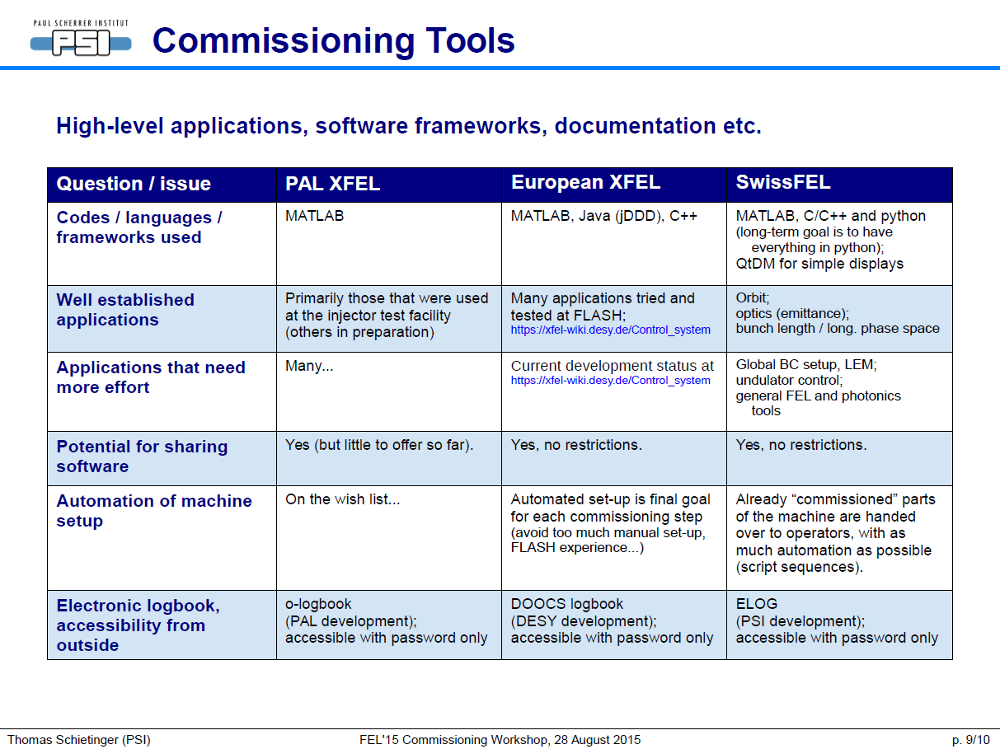 PAUL SCHERRER INSTITUT
PSI
Commissioning Tools
High-level applications, software frameworks, documentation etc.
Question / issue
PAL XFEL
European XFEL
SwissFEL
Codes / languages /
frameworks used
MATLAB
MATLAB, Java (jDDD), C++
MATLAB, C/C++ and python
(long-term goal is to have
everything in python);
QtDM for simple displays
Well established
applications
Primarily those that were used
at the injector test facility
(others in preparation)
Many applications tried and
tested at FLASH;
https://xfel-wiki.desy.de/Control_system
Orbit;
optics (emittance);
bunch length / long. phase space
Applications that need
more effort
Many...
Current development status at
https://xfel-wiki.desy.de/Control_system
Global BC setup, LEM;
undulator control;
general FEL and photonics
tools
Potential for sharing
software
Yes (but little to offer so far).
Yes, no restrictions.
Yes, no restrictions.
Automation of machine
setup
On the wish list...
Automated set-up is final goal
for each commissioning step
(avoid too much manual set-up,
FLASH experience...)
Already “commissioned” parts
of the machine are handed
over to operators, with as
much automation as possible
(script sequences).
Electronic logbook,
accessibility from
outside
o-logbook
(PAL development);
accessible with password only
DOOCS logbook
(DESY development);
accessible with password only
ELOG
(PSI development);
accessible with password only
Thomas Schietinger (PSI)
FEL'15 Commissioning Workshop, 28 August 2015
p. 9/10